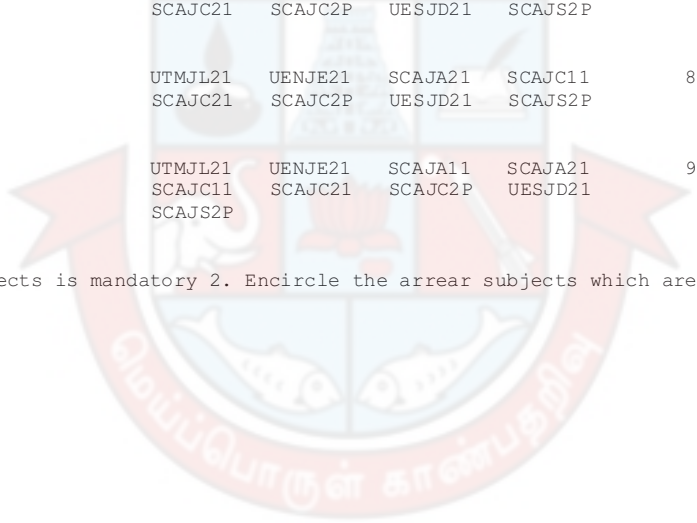 SCAJC21 SCAJC2P UESJD21 SCAJS2P
UTMJL21 UENJE21 SCAJA21 SCAJC11 8
SCAJC21 SCAJC2P UESJD21 SCAJS2P
UTMJL21 UENJE21 SCAJA11 SCAJA21 9
SCAJC11 SCAJC21 SCAJC2P UESJD21
SCAJS2P
ects is mandatory 2. Encircle the arrear subjects which are
மெய்ப்பொருள் காண்பதறிவு